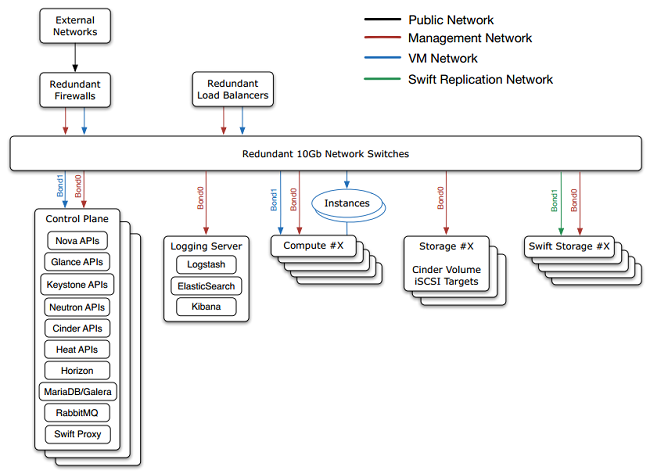 External
Networks
Public Network
Management Network
VM Network
Swift Replication Network
Redundant
Firewalls
Redundant
Load Balancers
Redundant 10Gb Network Switches
Bond1
Bond0
Bond0
Bond1
Bond0
Instances
Bond0
Bond1
Bond0
Control Plane
Nova APIs
Glance APIs
Keystone APIs
Neutron APIs
Cinder APIs
Heat APIs
Horizon
MariaDB/Galera
RabbitMQ
Swift Proxy
Logging Server
Logstash
ElasticSearch
Kibana
Compute #X
Storage #X
Cinder Volume
iSCSI Targets
Swift Storage #X